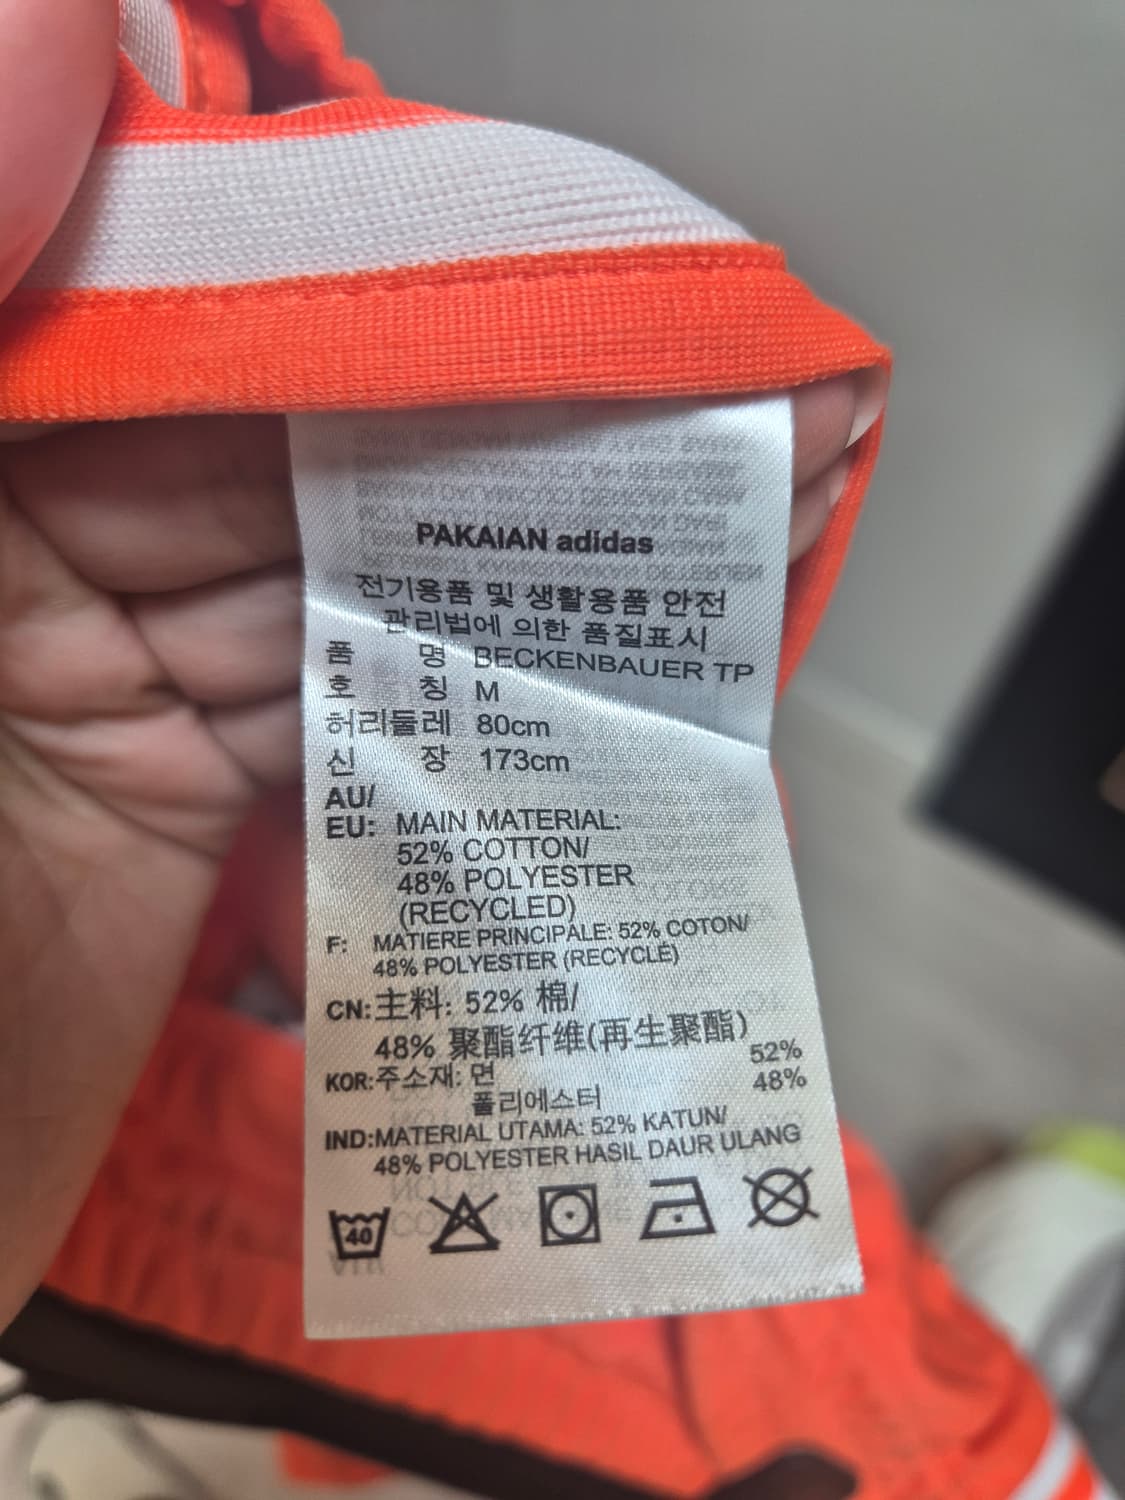 PAKAIAN adidas
전기용품 및 생활용품 안전
관리법에 의한 품질표시
품 명 BECKENBAUER TP
호 칭 M
허리둘레 80cm
신 장 173cm
AU/
EU: MAIN MATERIAL:
52% COTTON/
48% POLYESTER
(RECYCLED)
F: MATIERE PRINCIPALE: 52% COTON/
48% POLYESTER (RECYCLÉ)
CN:主料: 52% 棉/
48% 聚酯纤维(再生聚酯)
KOR:주소재: 면 52%
폴리에스터 48%
IND:MATERIAL UTAMA: 52% KATUN/
48% POLYESTER HASIL DAUR ULANG
40